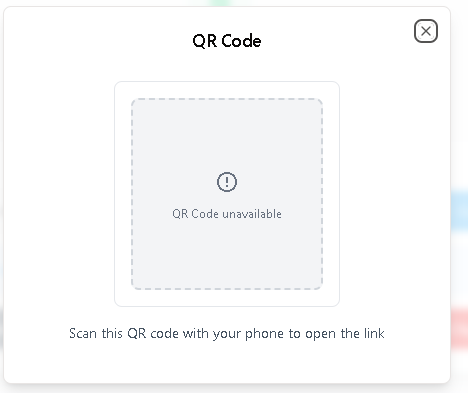 QR Code
QR Code unavailable
Scan this QR code with your phone to open the link